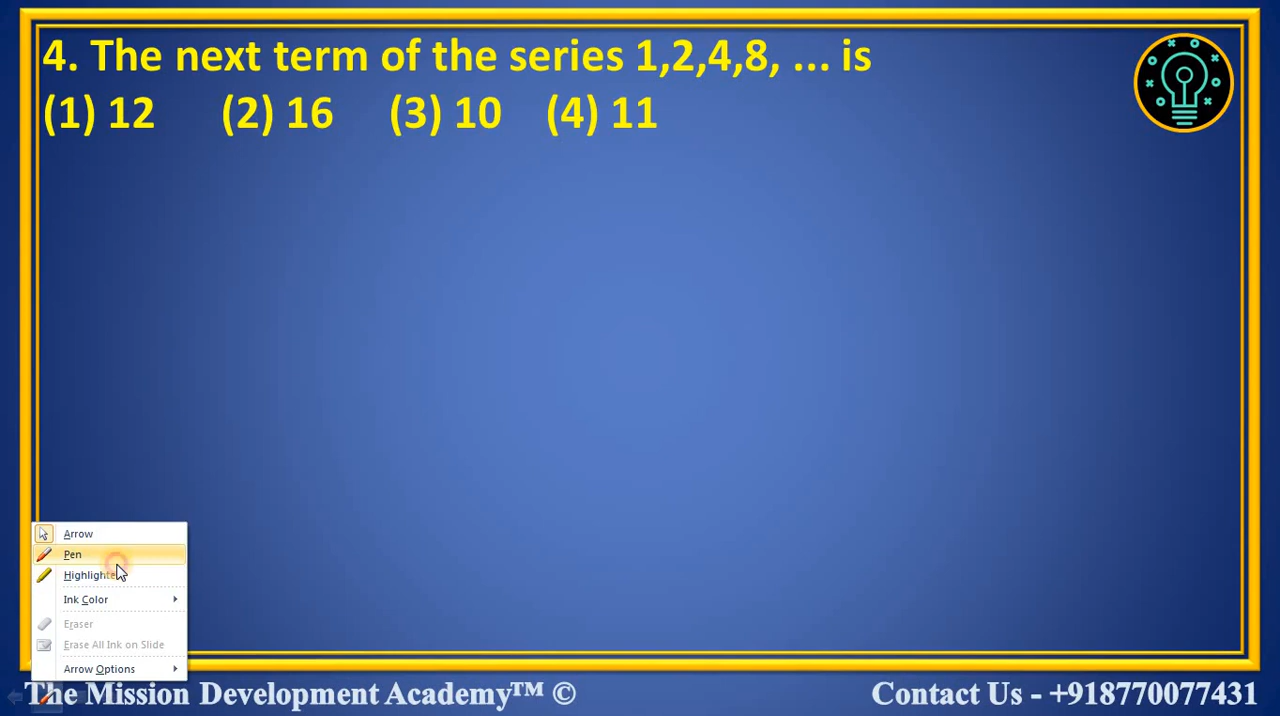 4. The next term of the series 1,2,4,8, ... is
(1) 12 (2) 16 (3) 10 (4) 11
Arrow
Pen
Highlighter
Ink Color
Eraser
Erase All Ink on Slide
Arrow Options
The Mission Development Academy™ © Contact Us - +918770077431